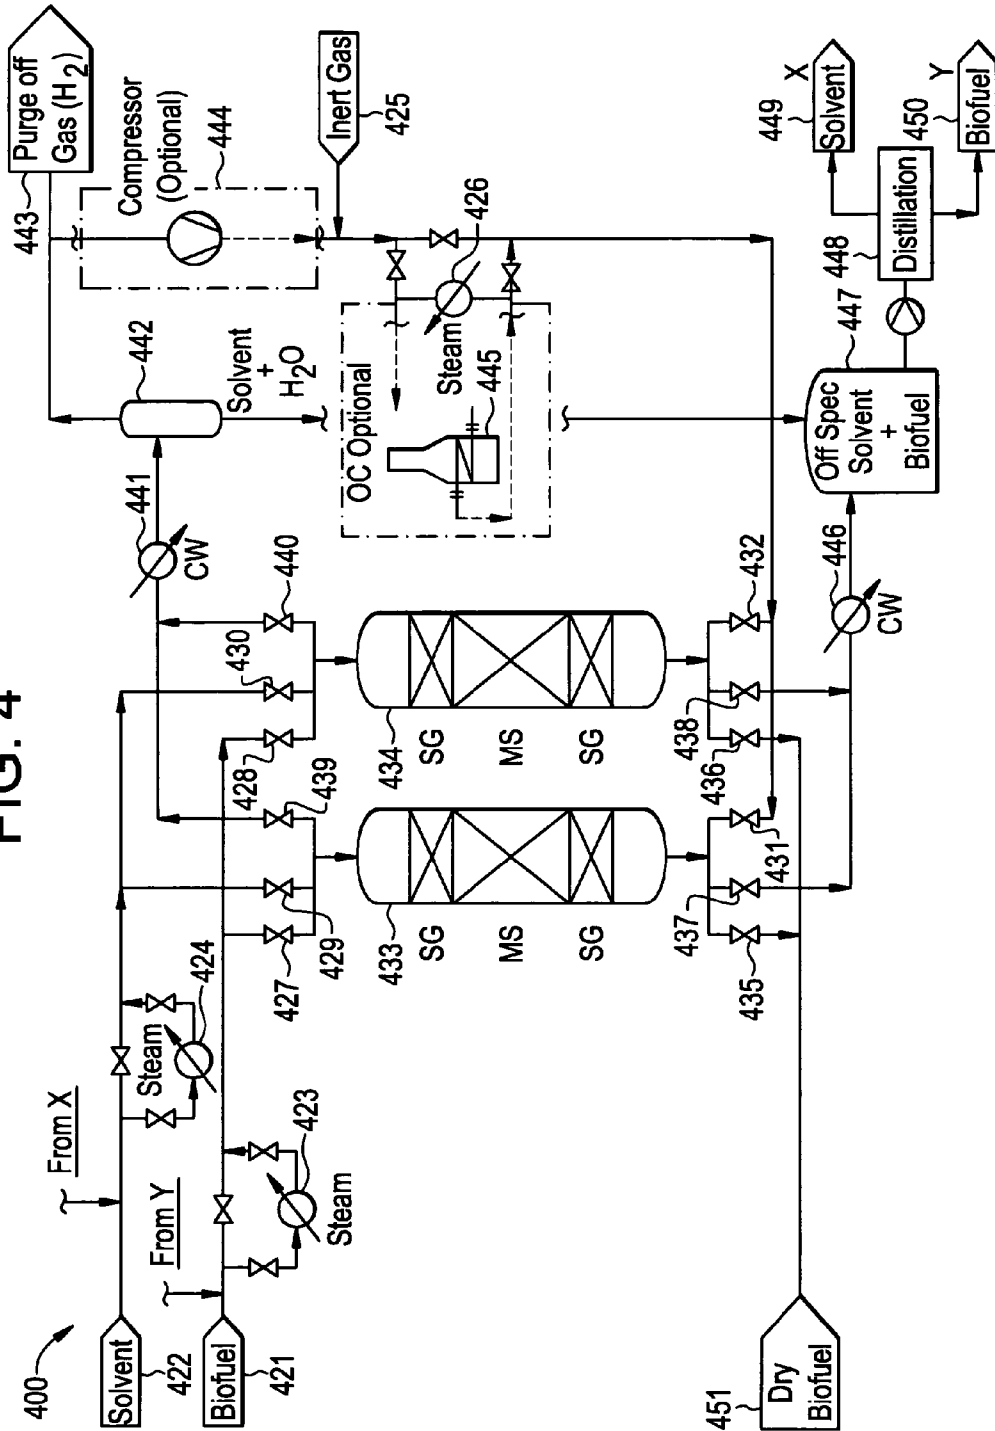 FIG. 4
400
Solvent
422
Biofuel
421
From X
From Y
Steam
424
Steam
423
427
429
439
428
430
440
441
CW
442
Solvent
+
H2O
443
Purge off
Gas (H2)
Compressor
(Optional)
444
Inert Gas
425
426
Steam
OC Optional
445
433
SG
MS
SG
434
SG
MS
SG
435
437
431
436
438
432
446
CW
Off Spec
Solvent
+
Biofuel
447
Distillation
448
449
Solvent
X
450
Biofuel
Y
451
Dry
Biofuel